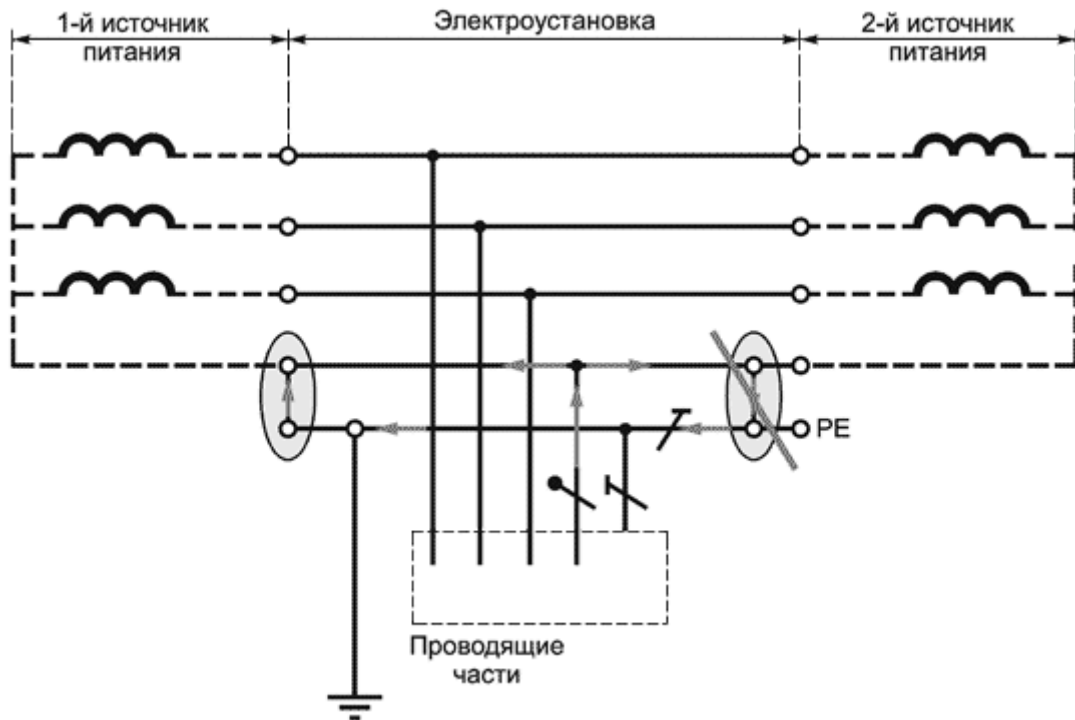 1-й источник
питания
Электроустановка
2-й источник
питания
PE
Проводящие
части